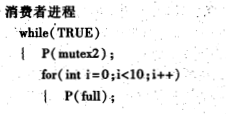 消费者进程
while(TRUE)
{ P(mutex2);
for(int i=0;i<10;i++)
{ P(full);